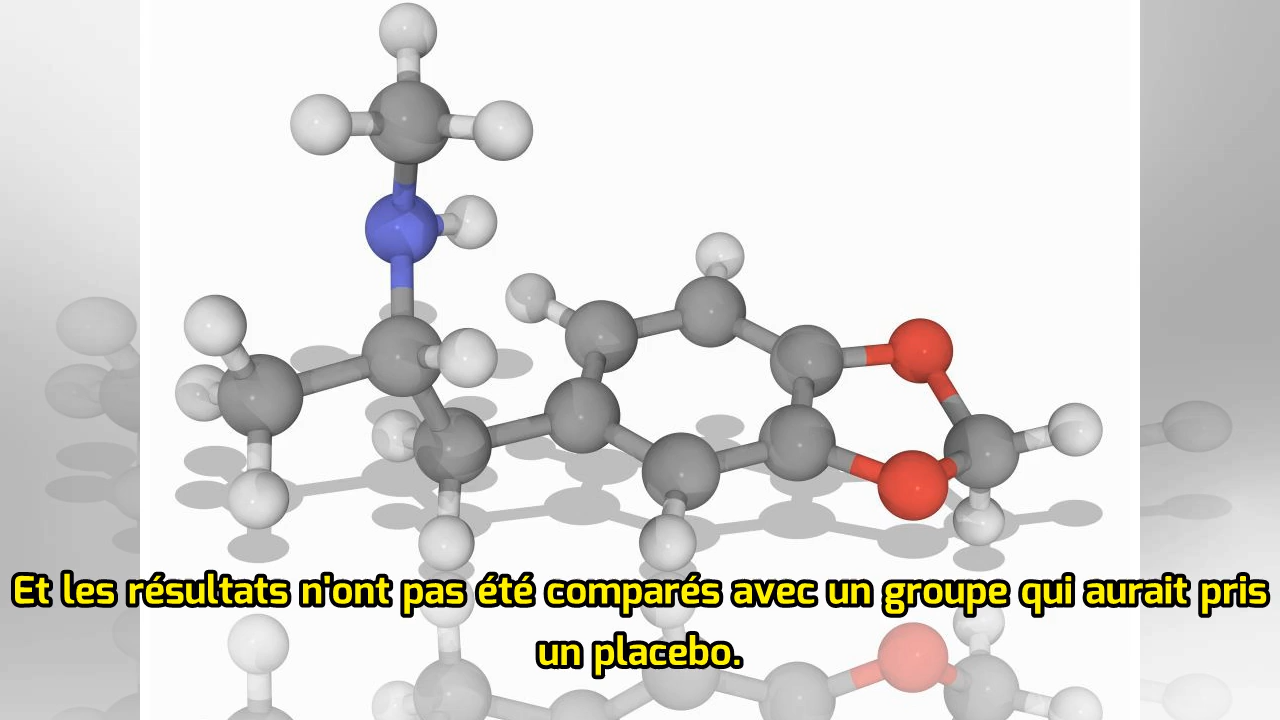 Et les résultats n'ont pas été comparés avec un groupe qui aurait pris
un placebo.